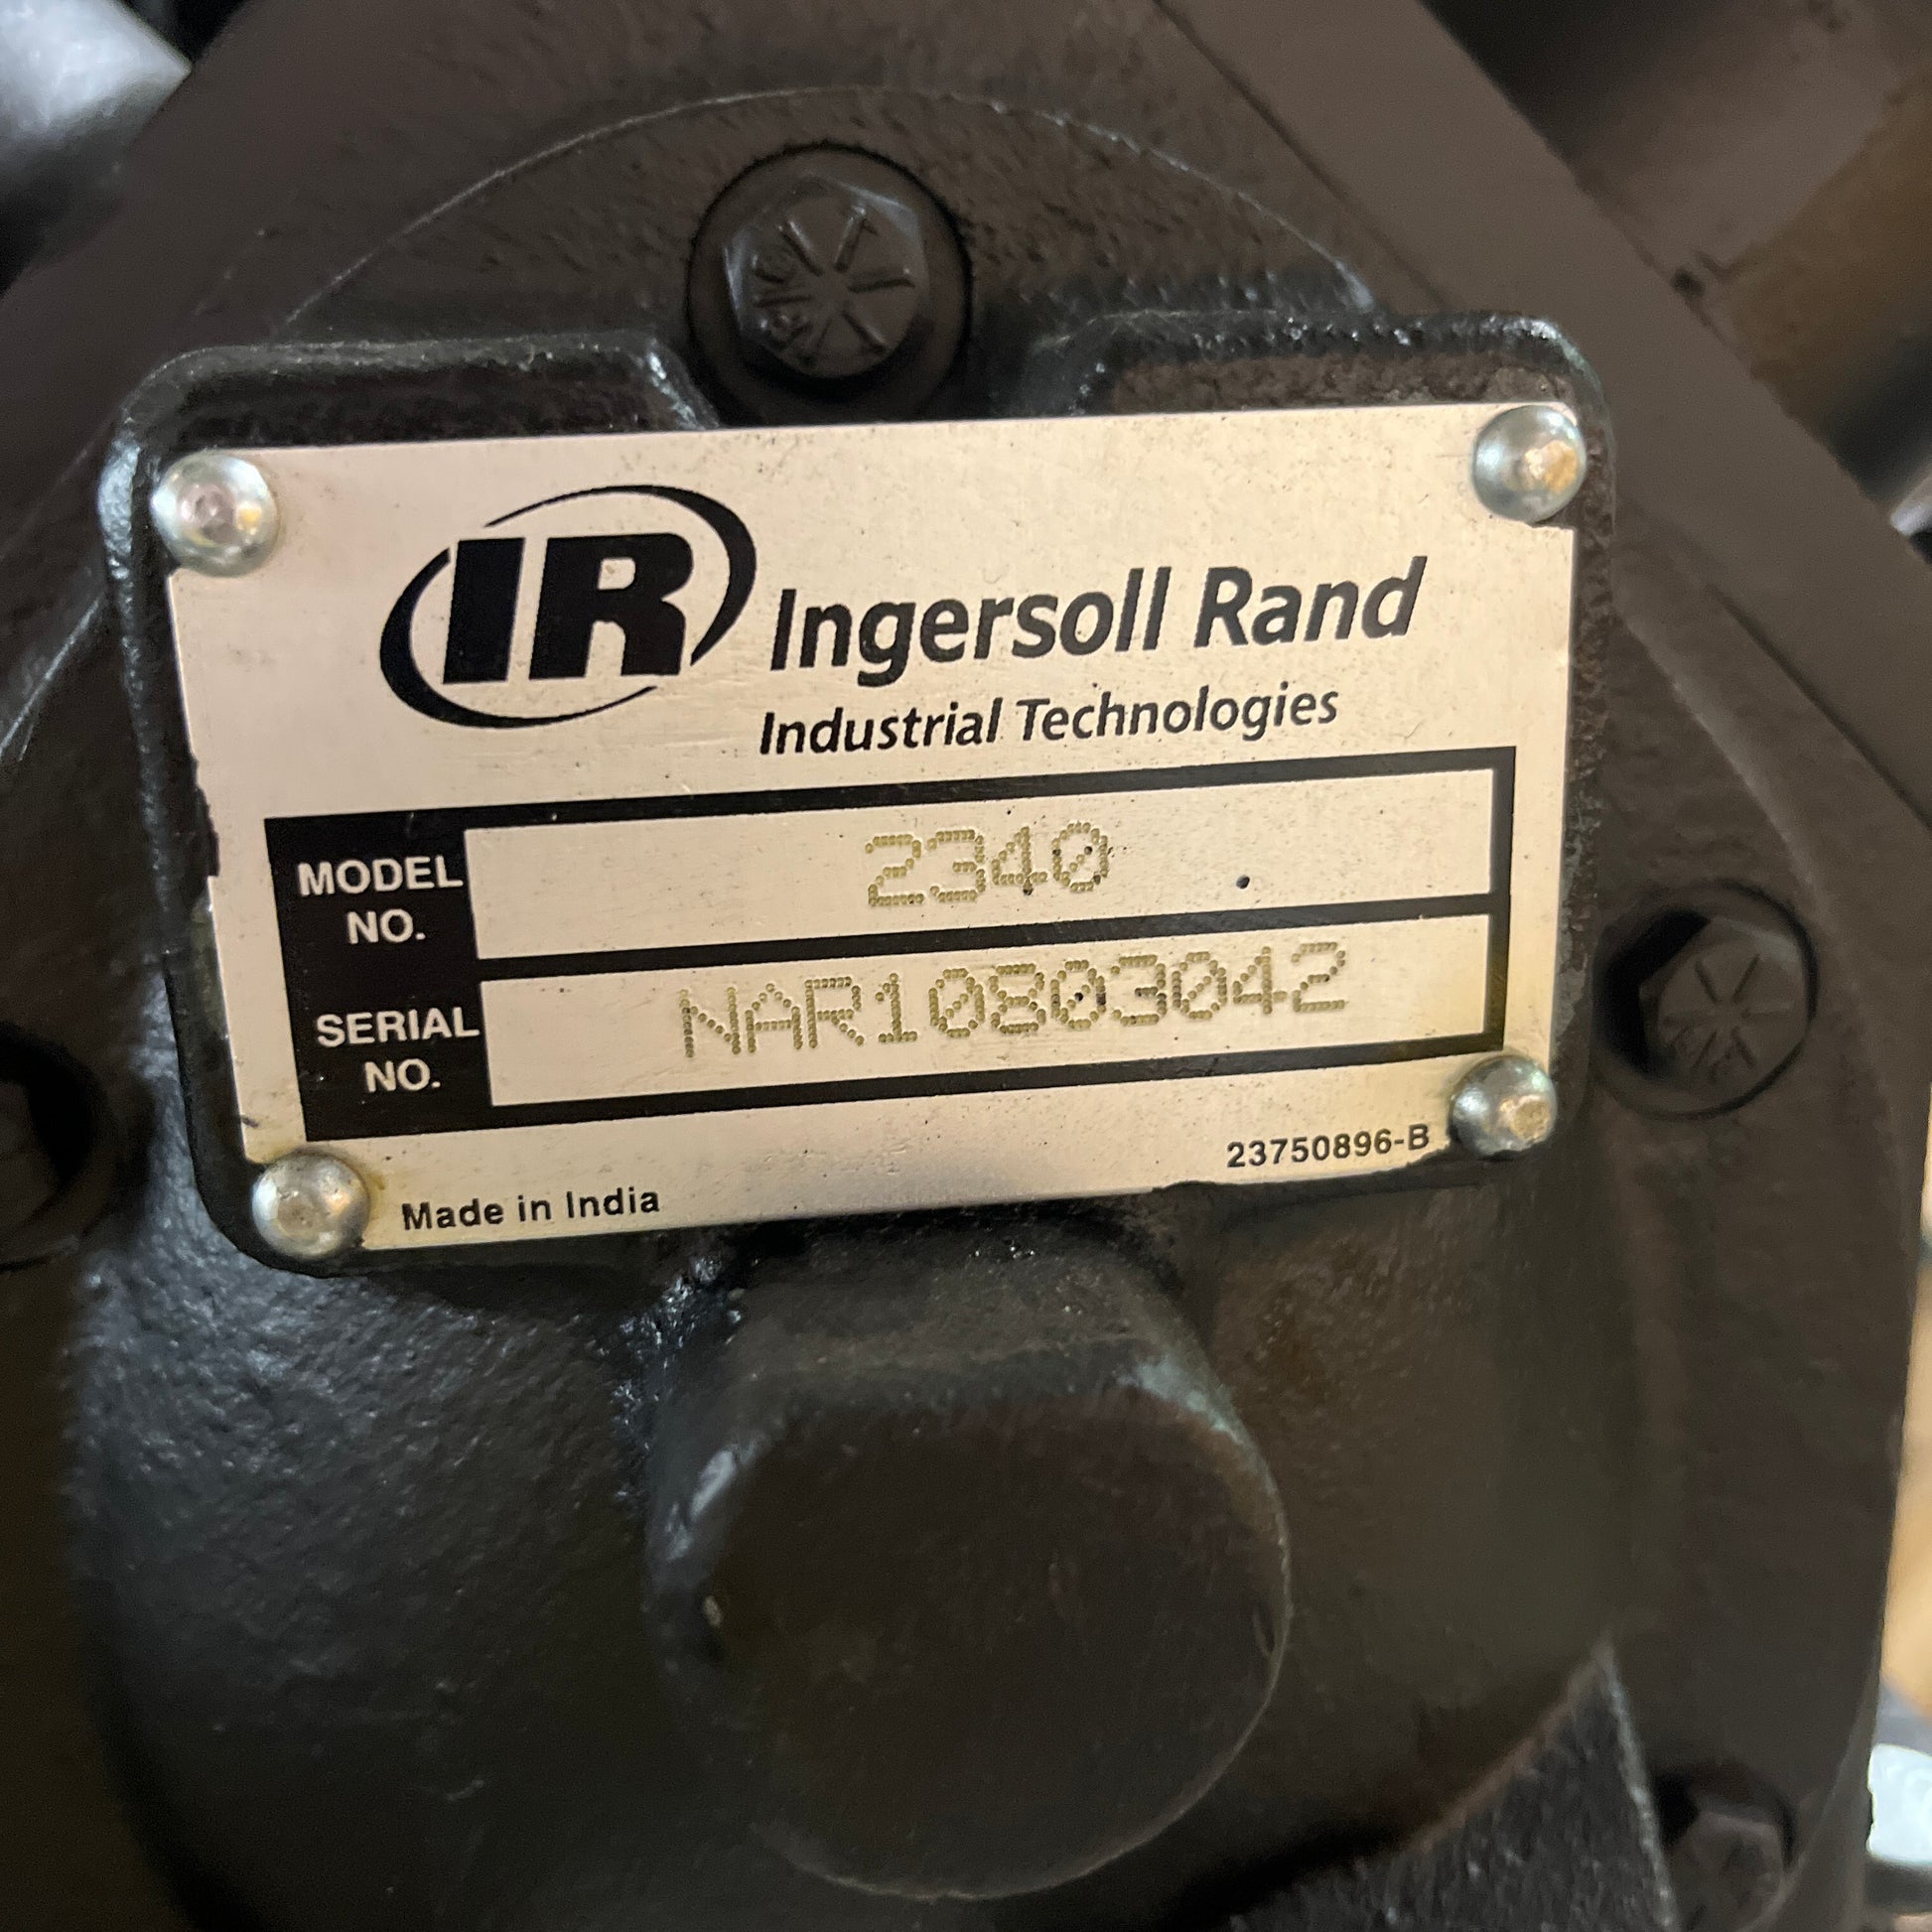 IR Ingersoll Rand
Industrial Technologies
MODEL NO. 2340
SERIAL NO. NAR10803042
23750896-B
Made in India